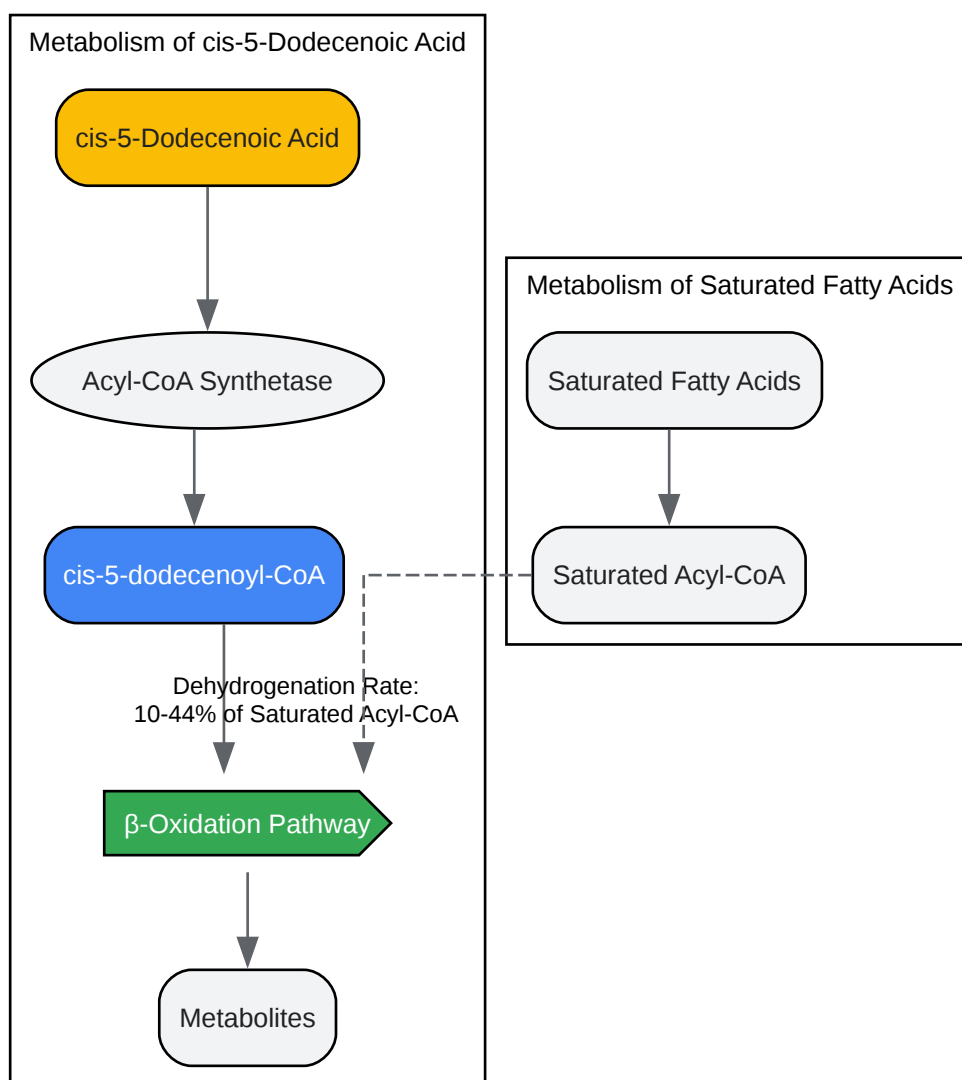 Metabolism of cis-5-Dodecenoic Acid
cis-5-Dodecenoic Acid
Acyl-CoA Synthetase
cis-5-dodecenoyl-CoA
Dehydrogenation Rate:
10-44% of Saturated Acyl-CoA
β-Oxidation Pathway
Metabolites
Metabolism of Saturated Fatty Acids
Saturated Fatty Acids
Saturated Acyl-CoA